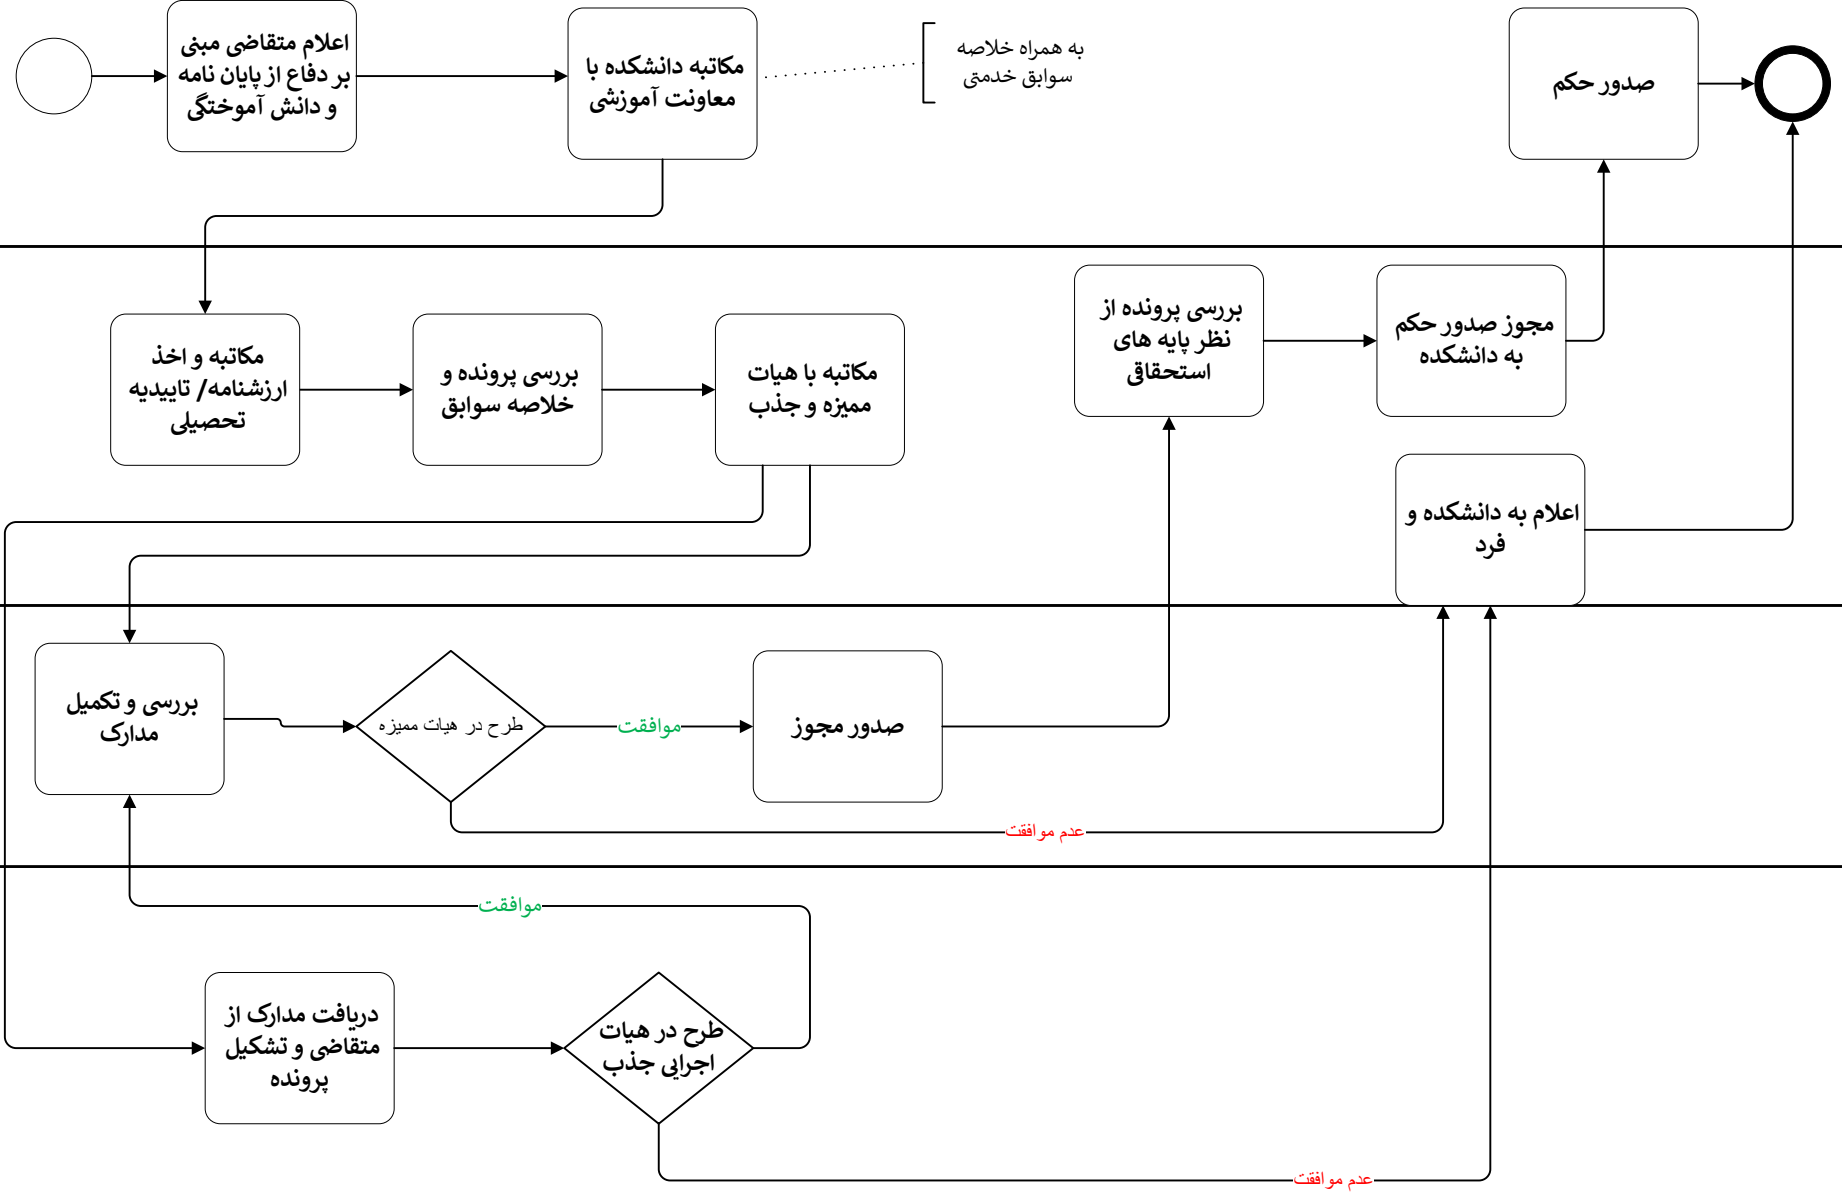 اعلام متقاضی مبنی
بر دفاع از پایان نامه
و دانش آموختگی
مکاتبه دانشکده با
معاونت آموزشی
به همراه خلاصه
سوابق خدمتی
صدور حکم
مکاتبه و اخذ
ارزشنامه/ تاییدیه
تحصیلی
بررسی پرونده و
خلاصه سوابق
مکاتبه با هیات
ممیزه و جذب
بررسی پرونده از
نظر پایه های
استحقاقی
مجوز صدور حکم
به دانشکده
اعلام به دانشکده و
فرد
بررسی و تکمیل
مدارک
طرح در هیات ممیزه
موافقت
صدور مجوز
عدم موافقت
موافقت
دریافت مدارک از
متقاضی و تشکیل
پرونده
طرح در هیات
اجرایی جذب
عدم موافقت